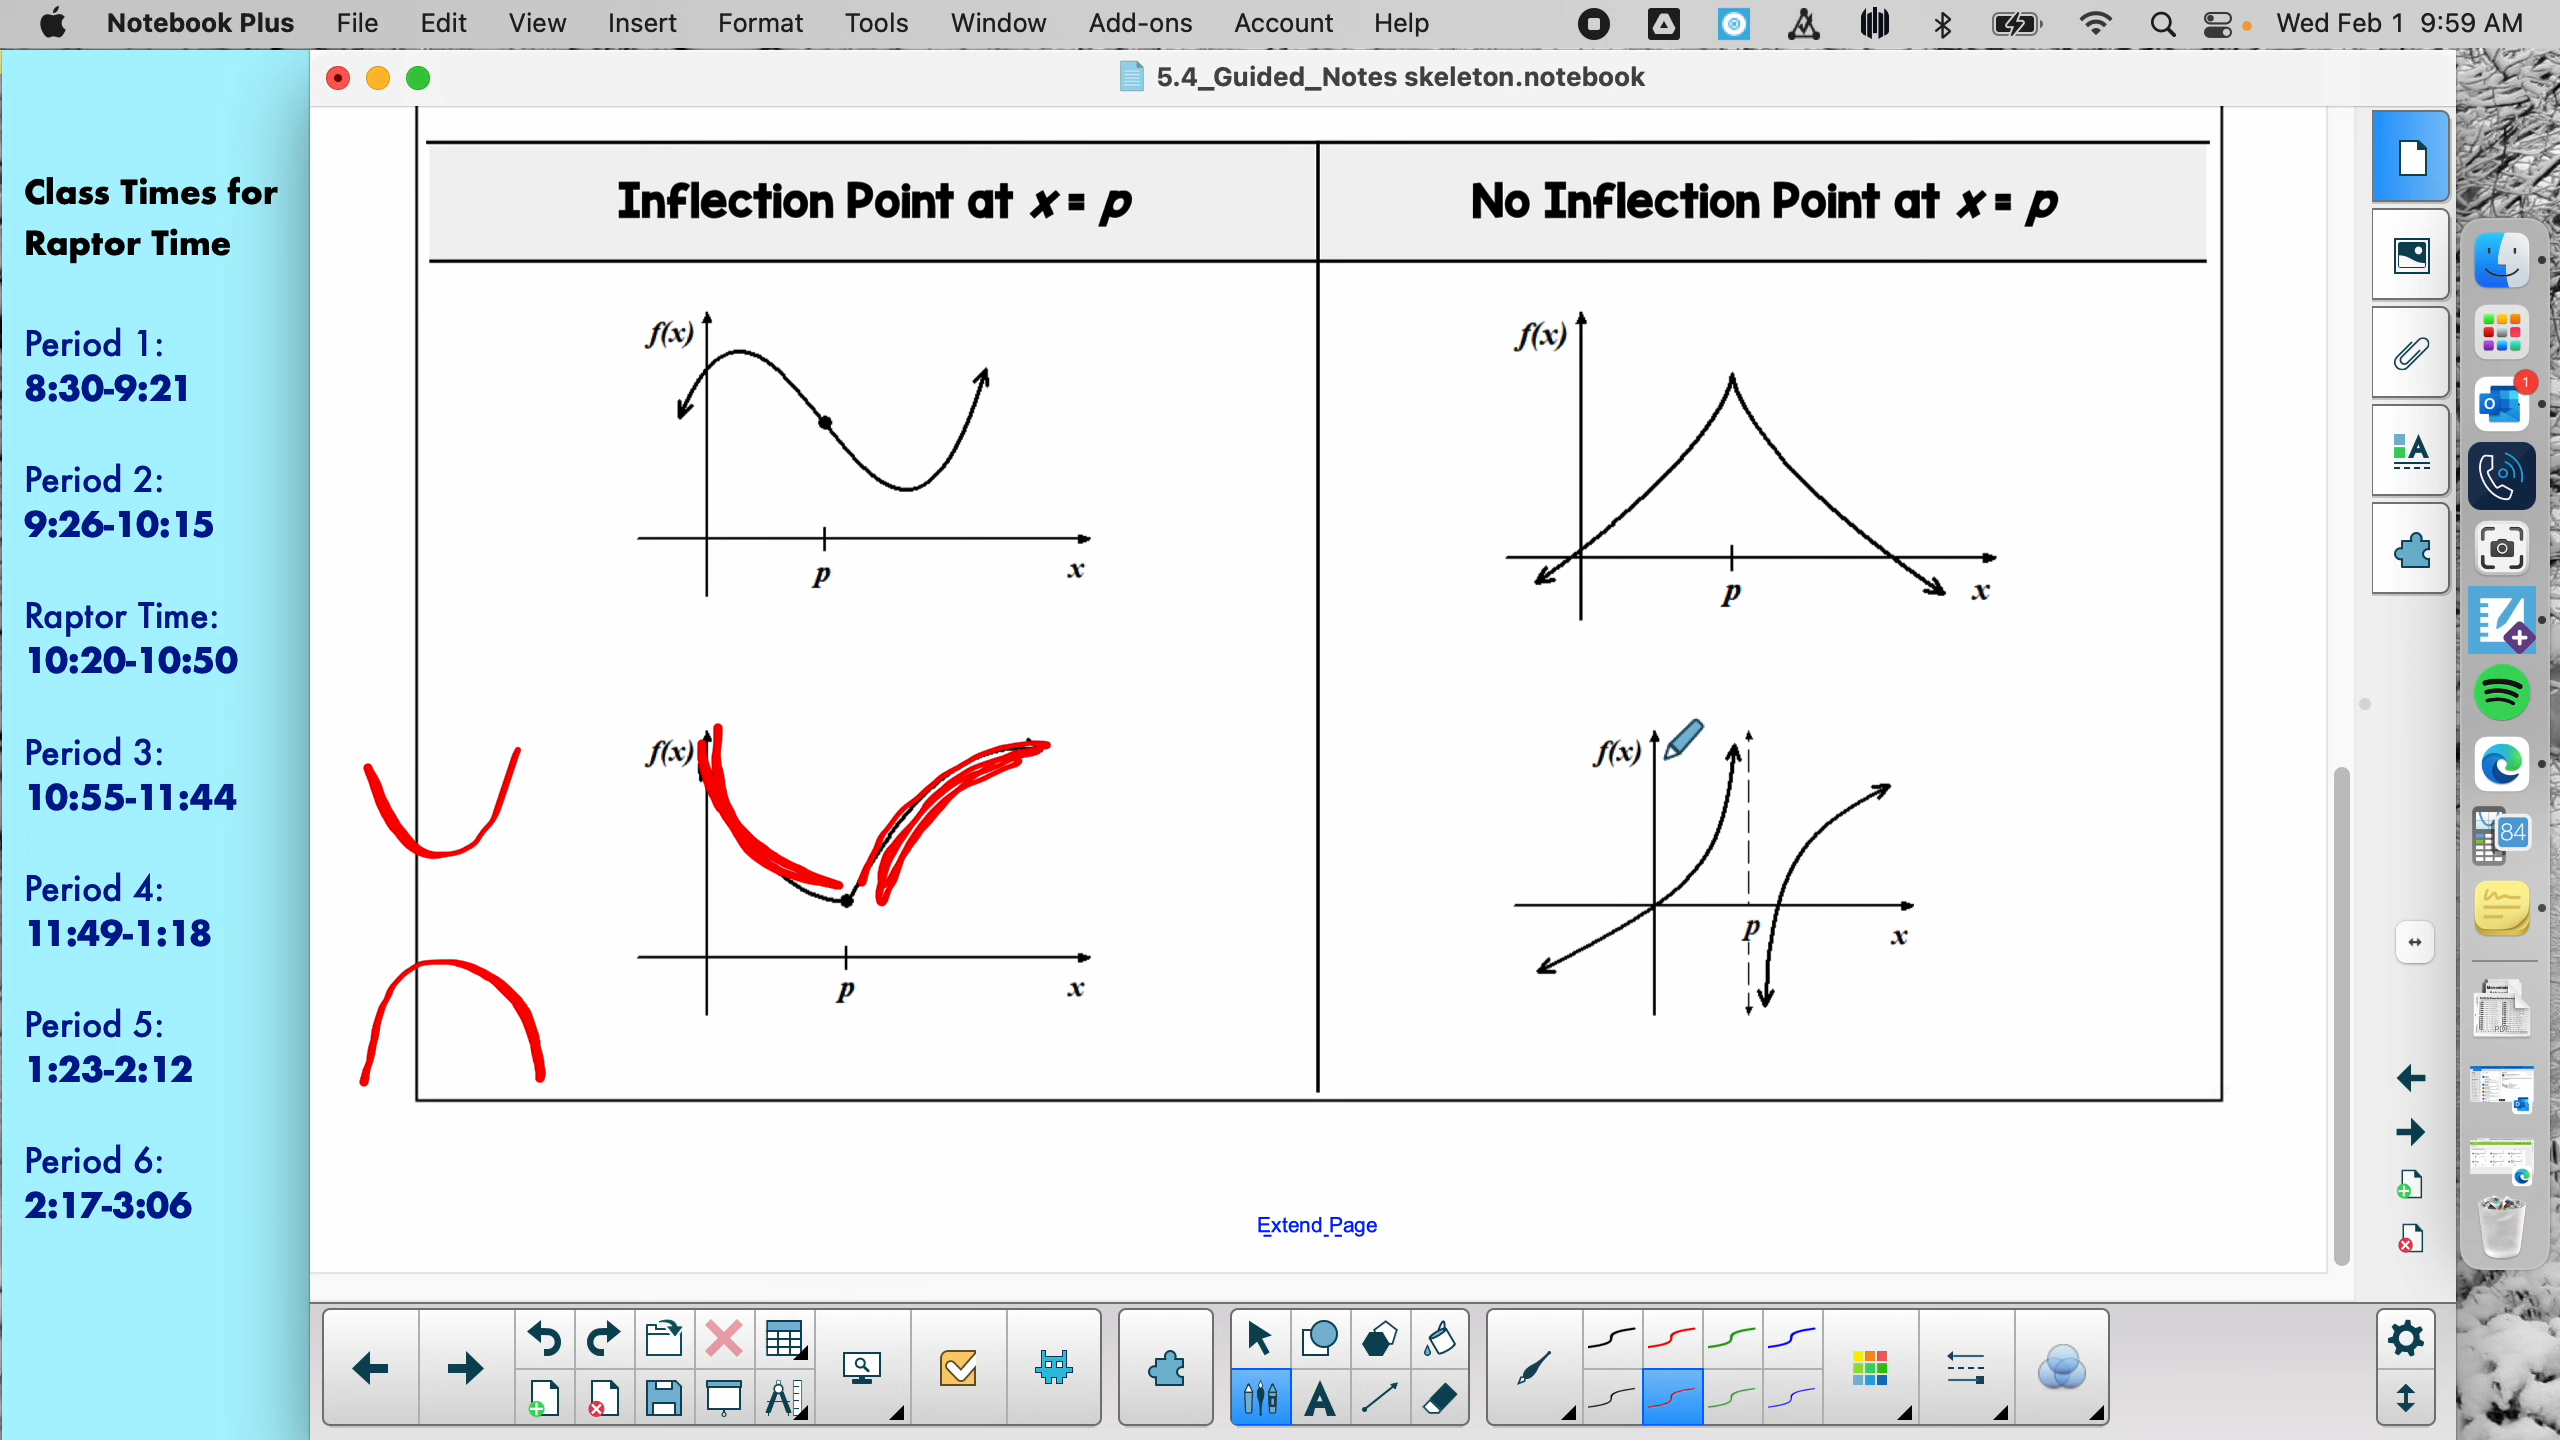 Notebook Plus File Edit View Insert Format Tools Window Add-ons Account Help Wed Feb 1 9:59 AM
5.4_Guided_Notes skeleton.notebook
Class Times for
Raptor Time
Period 1:
8:30-9:21
Period 2:
9:26-10:15
Raptor Time:
10:20-10:50
Period 3:
10:55-11:44
Period 4:
11:49-1:18
Period 5:
1:23-2:12
Period 6:
2:17-3:06
Inflection Point at x = p
No Inflection Point at x = p
f(x)
p
x
f(x)
p
x
f(x)
p
x
f(x)
p
x
Extend Page
1
84